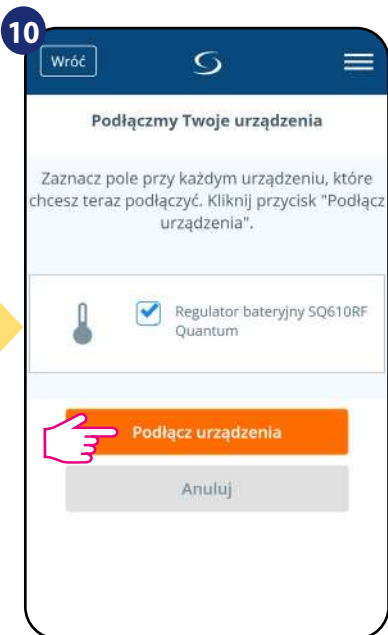 10
Wróć
Podłączmy Twoje urządzenia
Zaznacz pole przy każdym urządzeniu, które
chcesz teraz podłączyć. Kliknij przycisk "Podłącz
urządzenia".
Regulator bateryjny SQ610RF
Quantum
Podłącz urządzenia
Anuluj